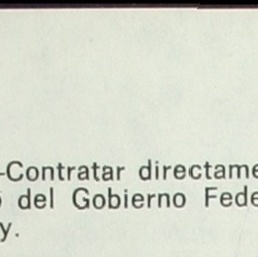 -Contratar directame
del Gobierno Fede
y.